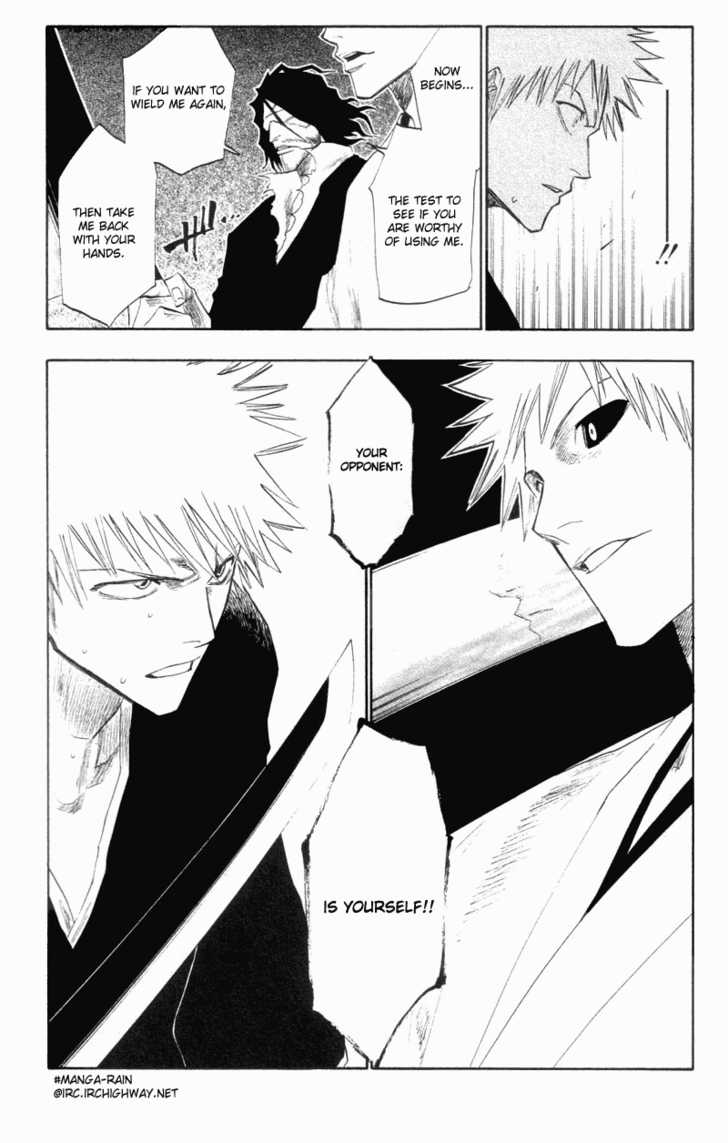 !!
NOW
BEGINS...
THE TEST TO
SEE IF YOU
ARE WORTHY
OF USING ME.
IF YOU WANT TO
WIELD ME AGAIN,
THEN TAKE
ME BACK
WITH YOUR
HANDS.
YOUR
OPPONENT:
IS YOURSELF!!
#MANGA-RAIN
@IRC.IRCHIGHWAY.NET